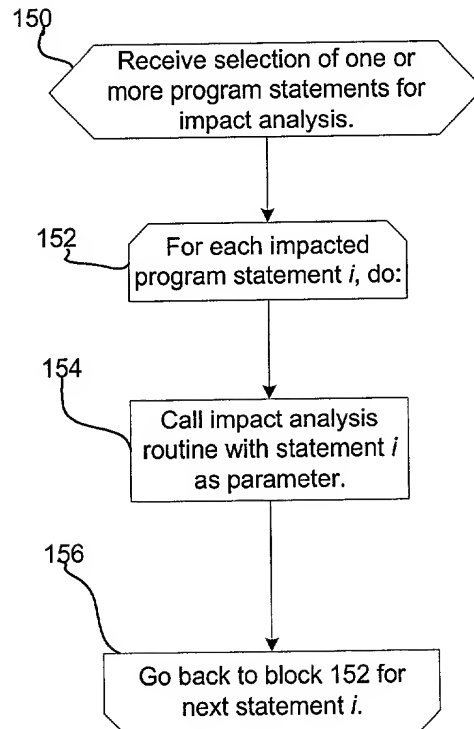 150
Receive selection of one or
more program statements for
impact analysis.
152
For each impacted
program statement i, do:
154
Call impact analysis
routine with statement i
as parameter.
156
Go back to block 152 for
next statement i.